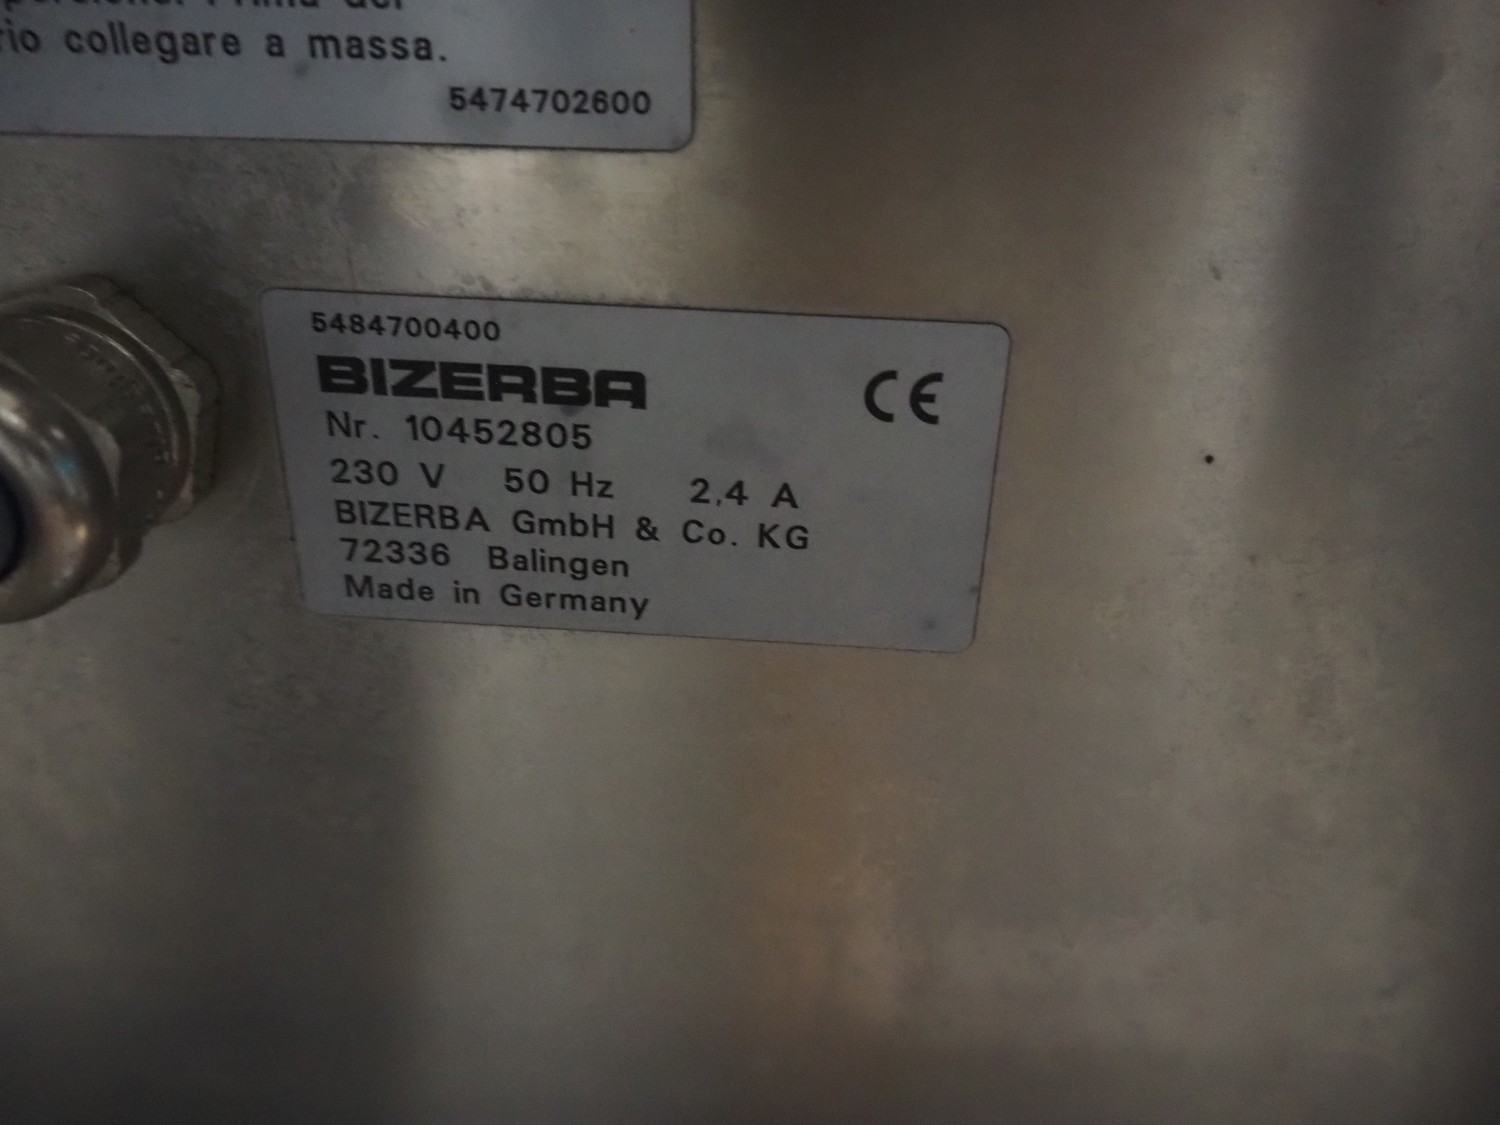 rio collegare a massa.
5474702600
5484700400
BIZERBA CE
Nr. 10452805
230 V 50 Hz 2,4 A
BIZERBA GmbH & Co. KG
72336 Balingen
Made in Germany